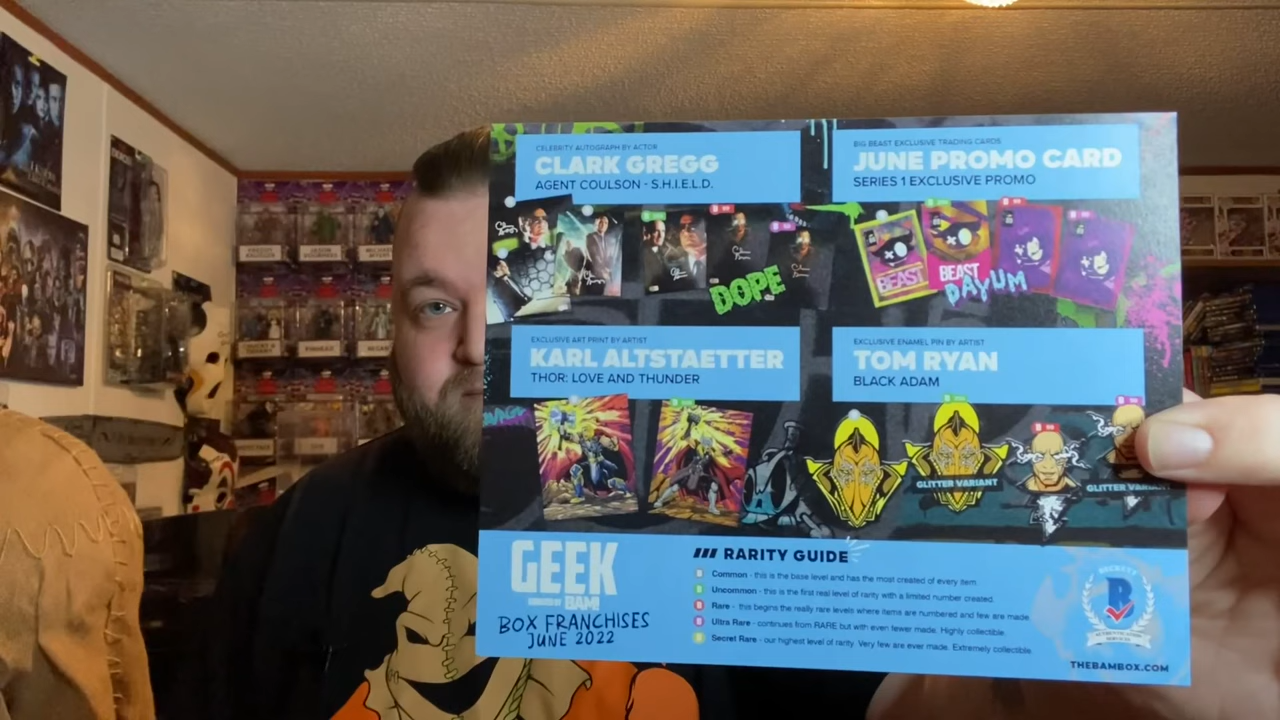 CELEBRITY AUTOGRAPH BY ACTOR
CLARK GREGG
AGENT COULSON - S.H.I.E.L.D.
BIG BEAST EXCLUSIVE TRADING CARDS
JUNE PROMO CARD
SERIES 1 EXCLUSIVE PROMO
DOPE
BEAST
BEAST
DAYUM
EXCLUSIVE ART PRINT BY ARTIST
KARL ALTSTAETTER
THOR: LOVE AND THUNDER
EXCLUSIVE ENAMEL PIN BY ARTIST
TOM RYAN
BLACK ADAM
GLITTER VARIANT
GLITTER VARIANT
GEEK
CURATED BY BAM!
BOX FRANCHISES
JUNE 2022
RARITY GUIDE
Common - this is the base level and has the most created of every item.
Uncommon - this is the first real level of rarity with a limited number created.
Rare - this begins the really rare levels where items are numbered and few are made.
Ultra Rare - continues from RARE but with even fewer made. Highly collectible.
Secret Rare - our highest level of rarity. Very few are ever made. Extremely collectible.
BECKETT
B
AUTHENTICATION
SERVICES
THEBAMBOX.COM